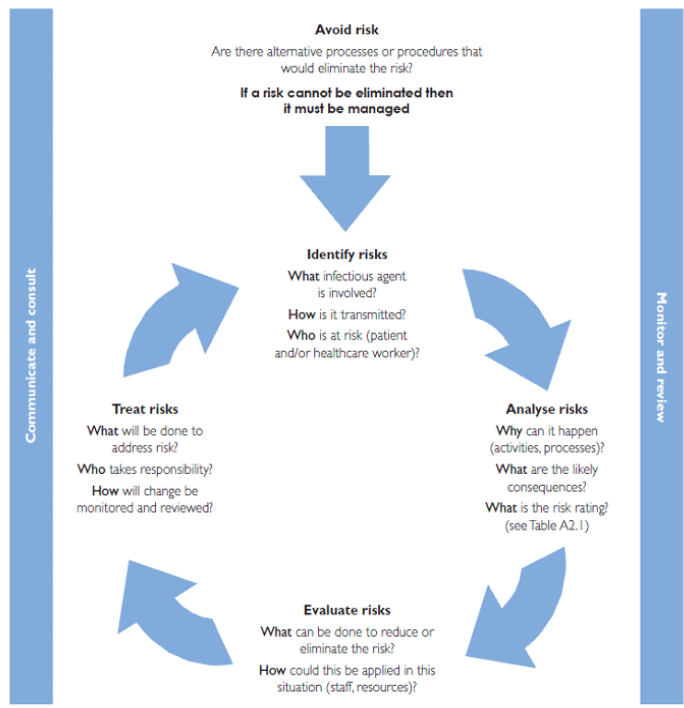 Avoid risk
Are there alternative processes or procedures that
would eliminate the risk?
If a risk cannot be eliminated then
it must be managed
Communicate and consult
Monitor and review
Identify risks
What infectious agent
is involved?
How is it transmitted?
Who is at risk (patient
and/or healthcare worker)?
Analyse risks
Why can it happen
(activities, processes)?
What are the likely
consequences?
What is the risk rating?
(see Table A2.1)
Evaluate risks
What can be done to reduce or
eliminate the risk?
How could this be applied in this
situation (staff, resources)?
Treat risks
What will be done to
address risk?
Who takes responsibility?
How will change be
monitored and reviewed?